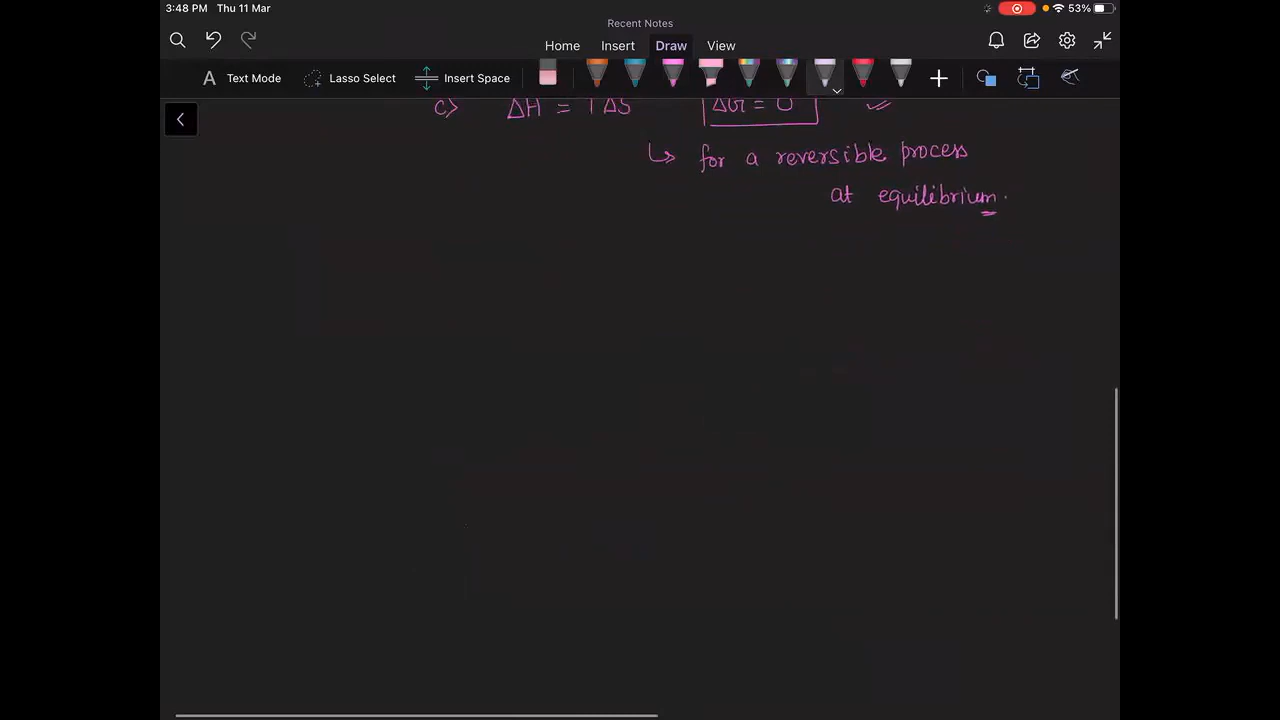 3:48 PM Thu 11 Mar
53%
Recent Notes
Home Insert Draw View
Text Mode Lasso Select Insert Space
c) ΔH = TΔS ΔG = 0
↳ for a reversible process
at equilibrium.